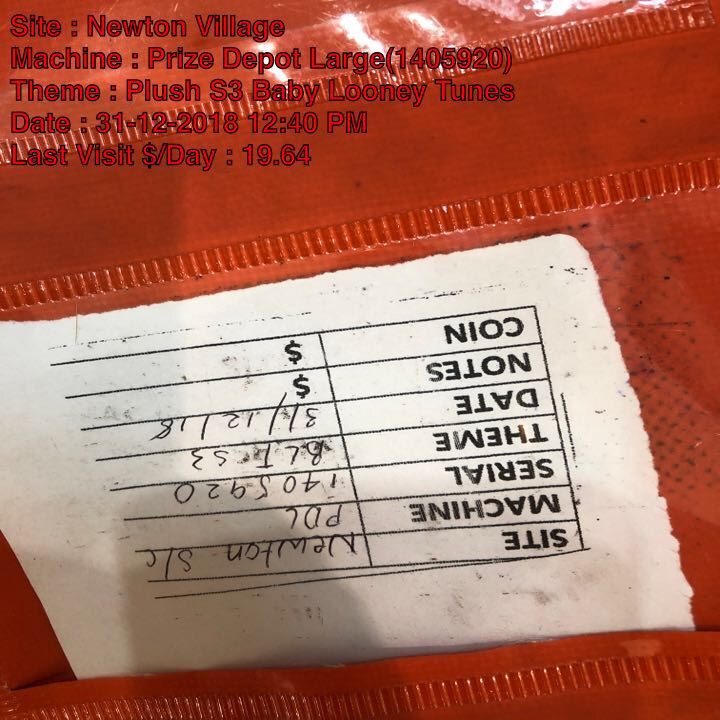 Site : Newton Village
Machine : Prize Depot Large(1405920)
Theme : Plush S3 Baby Looney Tunes
Date : 31-12-2018 12:40 PM
Last Visit $/Day : 19.64
SITE Newton S/C
MACHINE PDL
SERIAL 1405920
THEME BLT S3
DATE 31/12/18
NOTES $
COIN $